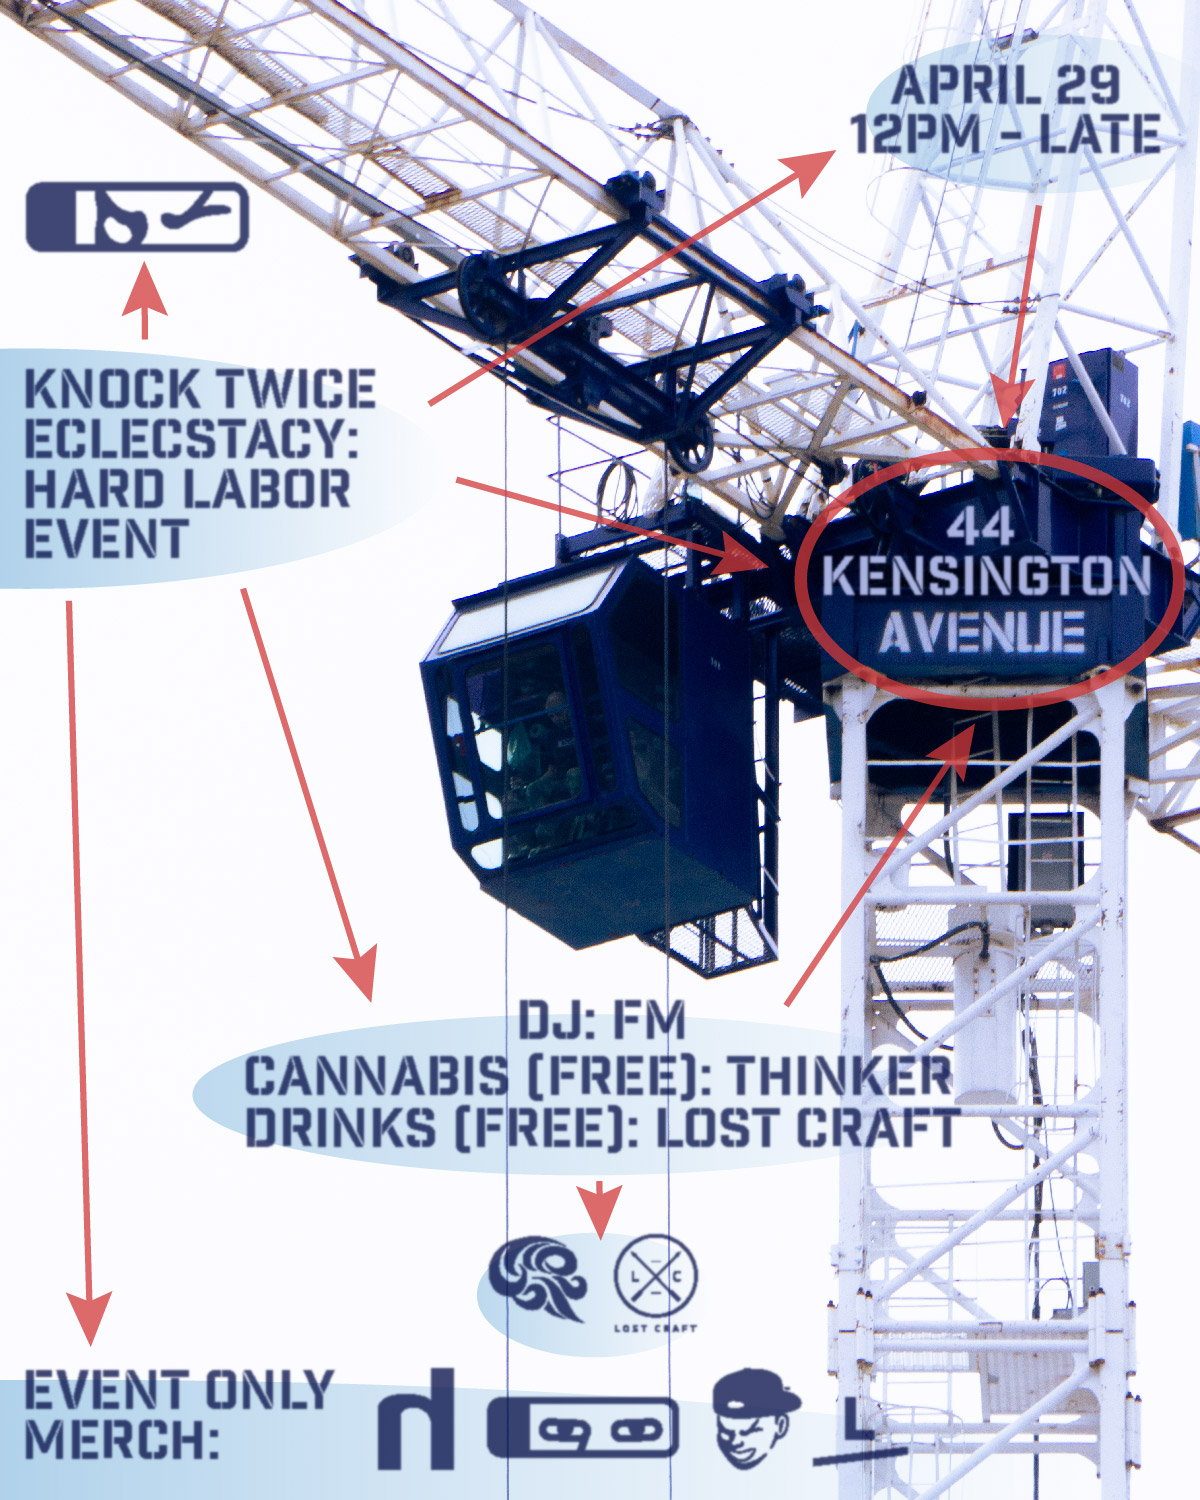 APRIL 29
12PM - LATE
KNOCK TWICE
ECLECSTACY:
HARD LABOR
EVENT
702
44
KENSINGTON
AVENUE
DJ: FM
CANNABIS (FREE): THINKER
DRINKS (FREE): LOST CRAFT
L C
LOST CRAFT
EVENT ONLY
MERCH:
L